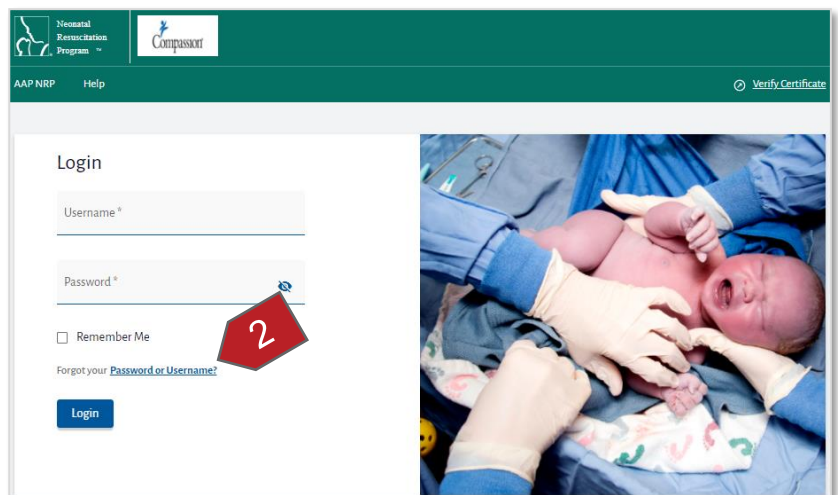 Neonatal
Resuscitation
Program ™
Compassion
AAP NRP Help Verify Certificate
Login
Username *
Password *
Remember Me
2
Forgot your Password or Username?
Login